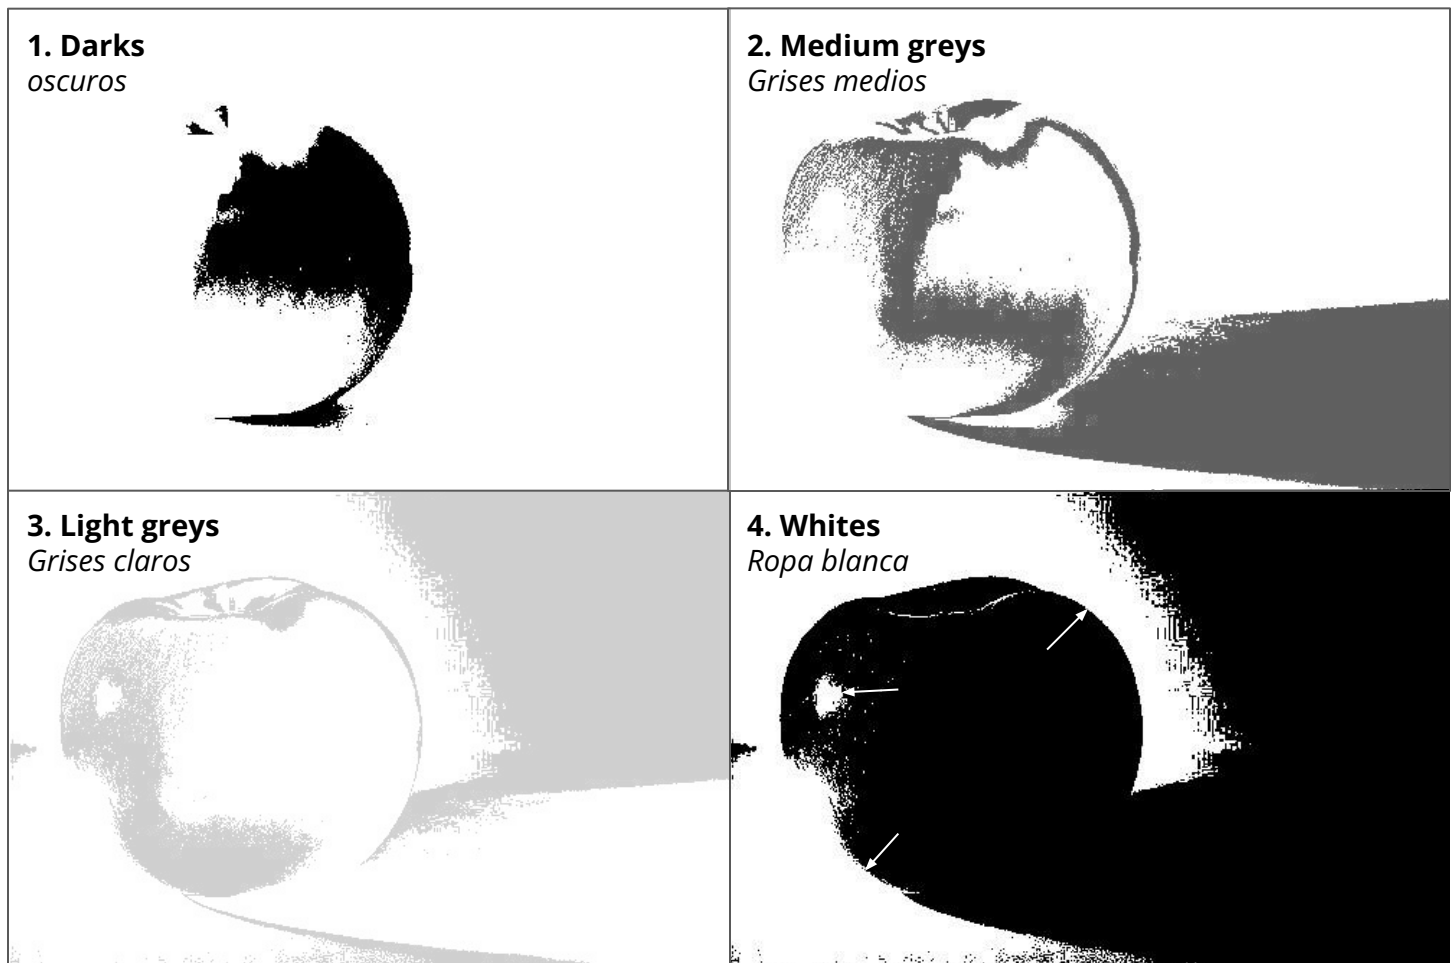 1. Darks
oscuros
2. Medium greys
Grises medios
3. Light greys
Grises claros
4. Whites
Ropa blanca